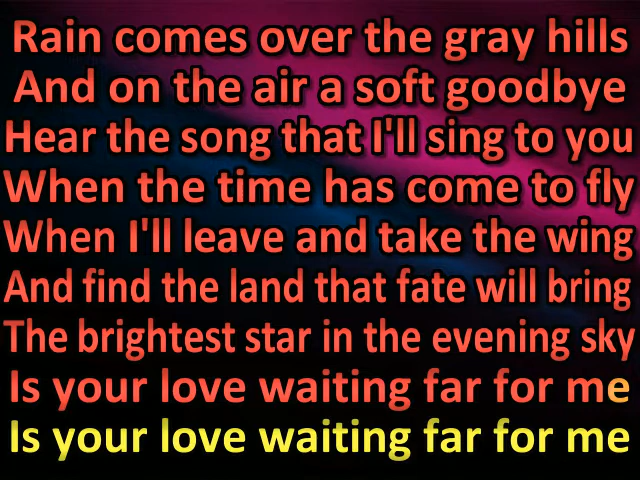 Rain comes over the gray hills
And on the air a soft goodbye
Hear the song that I'll sing to you
When the time has come to fly
When I'll leave and take the wing
And find the land that fate will bring
The brightest star in the evening sky
Is your love waiting far for me
Is your love waiting far for me